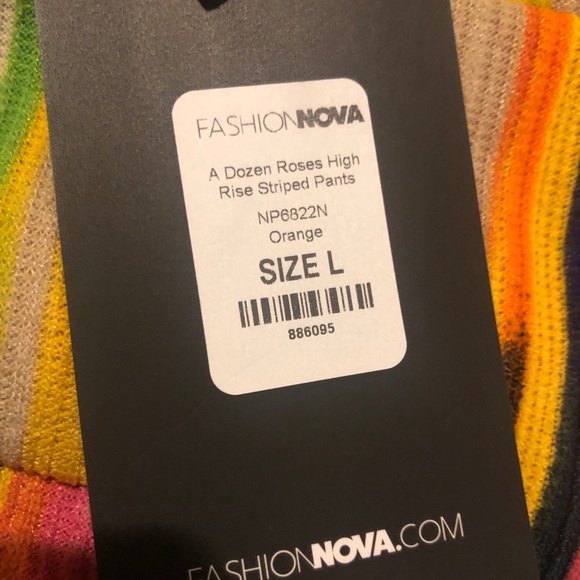 FASHIONNOVA
A Dozen Roses High
Rise Striped Pants
NP6822N
Orange
SIZE L
886095
FASHIONNOVA.COM